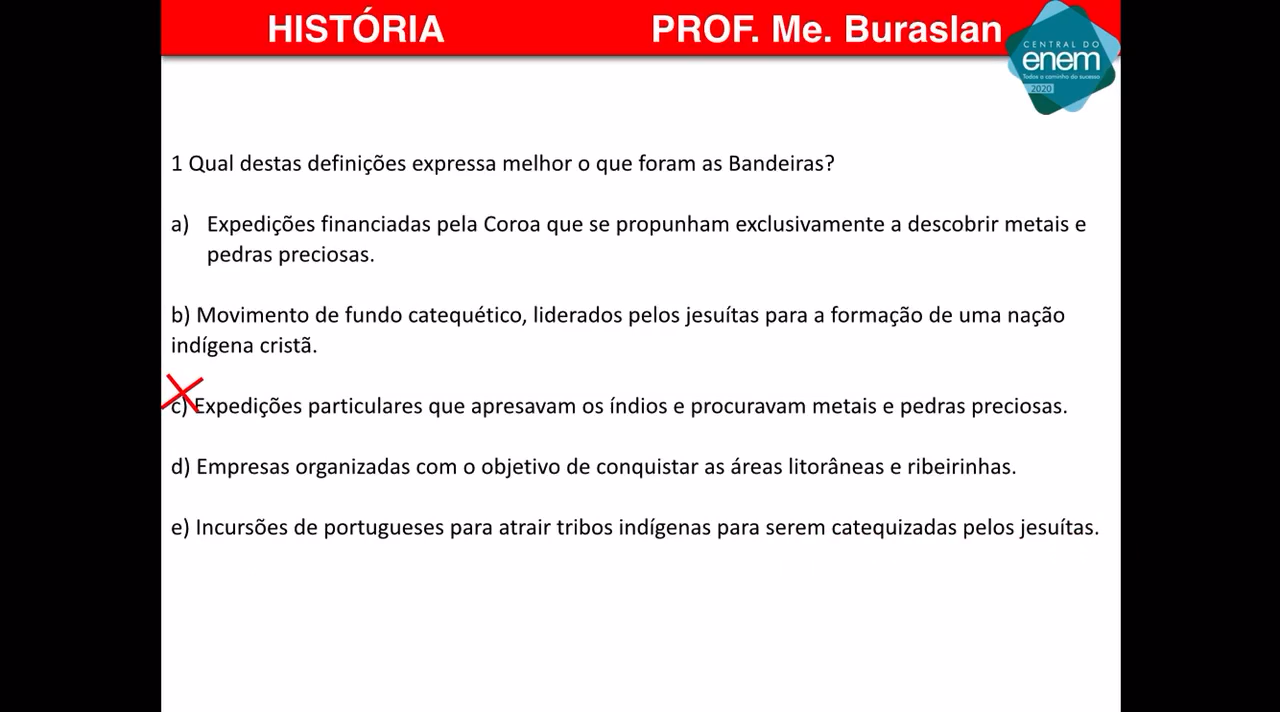 HISTÓRIA
PROF. Me. Buraslan
CENTRAL DO
enem
Todos a caminho do sucesso
2020
1 Qual destas definições expressa melhor o que foram as Bandeiras?
a) Expedições financiadas pela Coroa que se propunham exclusivamente a descobrir metais e
pedras preciosas.
b) Movimento de fundo catequético, liderados pelos jesuítas para a formação de uma nação
indígena cristã.
c) Expedições particulares que apresavam os índios e procuravam metais e pedras preciosas.
d) Empresas organizadas com o objetivo de conquistar as áreas litorâneas e ribeirinhas.
e) Incursões de portugueses para atrair tribos indígenas para serem catequizadas pelos jesuítas.